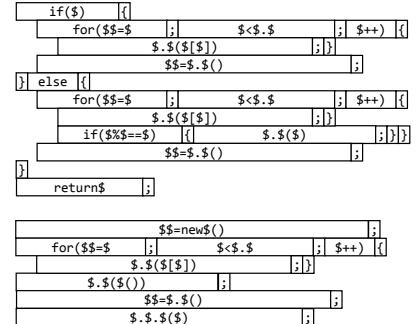 if($) {
for($$=$ ; $<$.$ ; $++) {
$.$($[$]) ;}
$$=$.$() ;
} else {
for($$=$ ; $<$.$ ; $++) {
$.$($[$]) ;}
if($%$==$) { $.$($) ;}}
$$=$.$() ;
}
return$ ;
$$=new$() ;
for($$=$ ; $<$.$ ; $++) {
$.$($[$]) ;}
$.$($()) ;
$$=$.$() ;
$.$.$($) ;